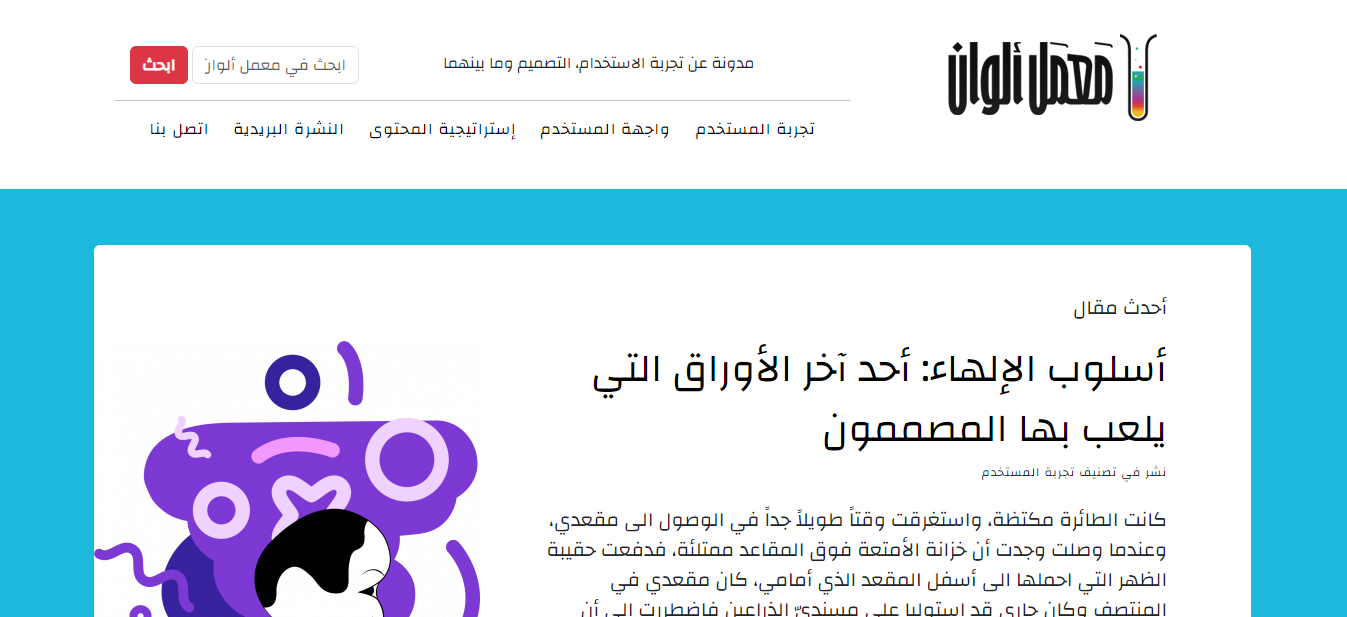 معمل ألوان
مدونة عن تجربة الاستخدام، التصميم وما بينهما
ابحث في معمل ألوان
ابحث
تجربة المستخدم
واجهة المستخدم
إستراتيجية المحتوى
النشرة البريدية
اتصل بنا
أحدث مقال
أسلوب الإلهاء: أحد آخر الأوراق التي
يلعب بها المصممون
نشر في تصنيف تجربة المستخدم
كانت الطائرة مكتظة، واستغرقت وقتاً طويلاً جداً في الوصول الى مقعدي،
وعندما وصلت وجدت أن خزانة الأمتعة فوق المقاعد ممتلئة، فدفعت حقيبة
الظهر التي احملها الى أسفل المقعد الذي أمامي، كان مقعدي في
المنتصف وكان جاري قد استوليا على مسنديّ الذراعين فاضطررت إلى أن